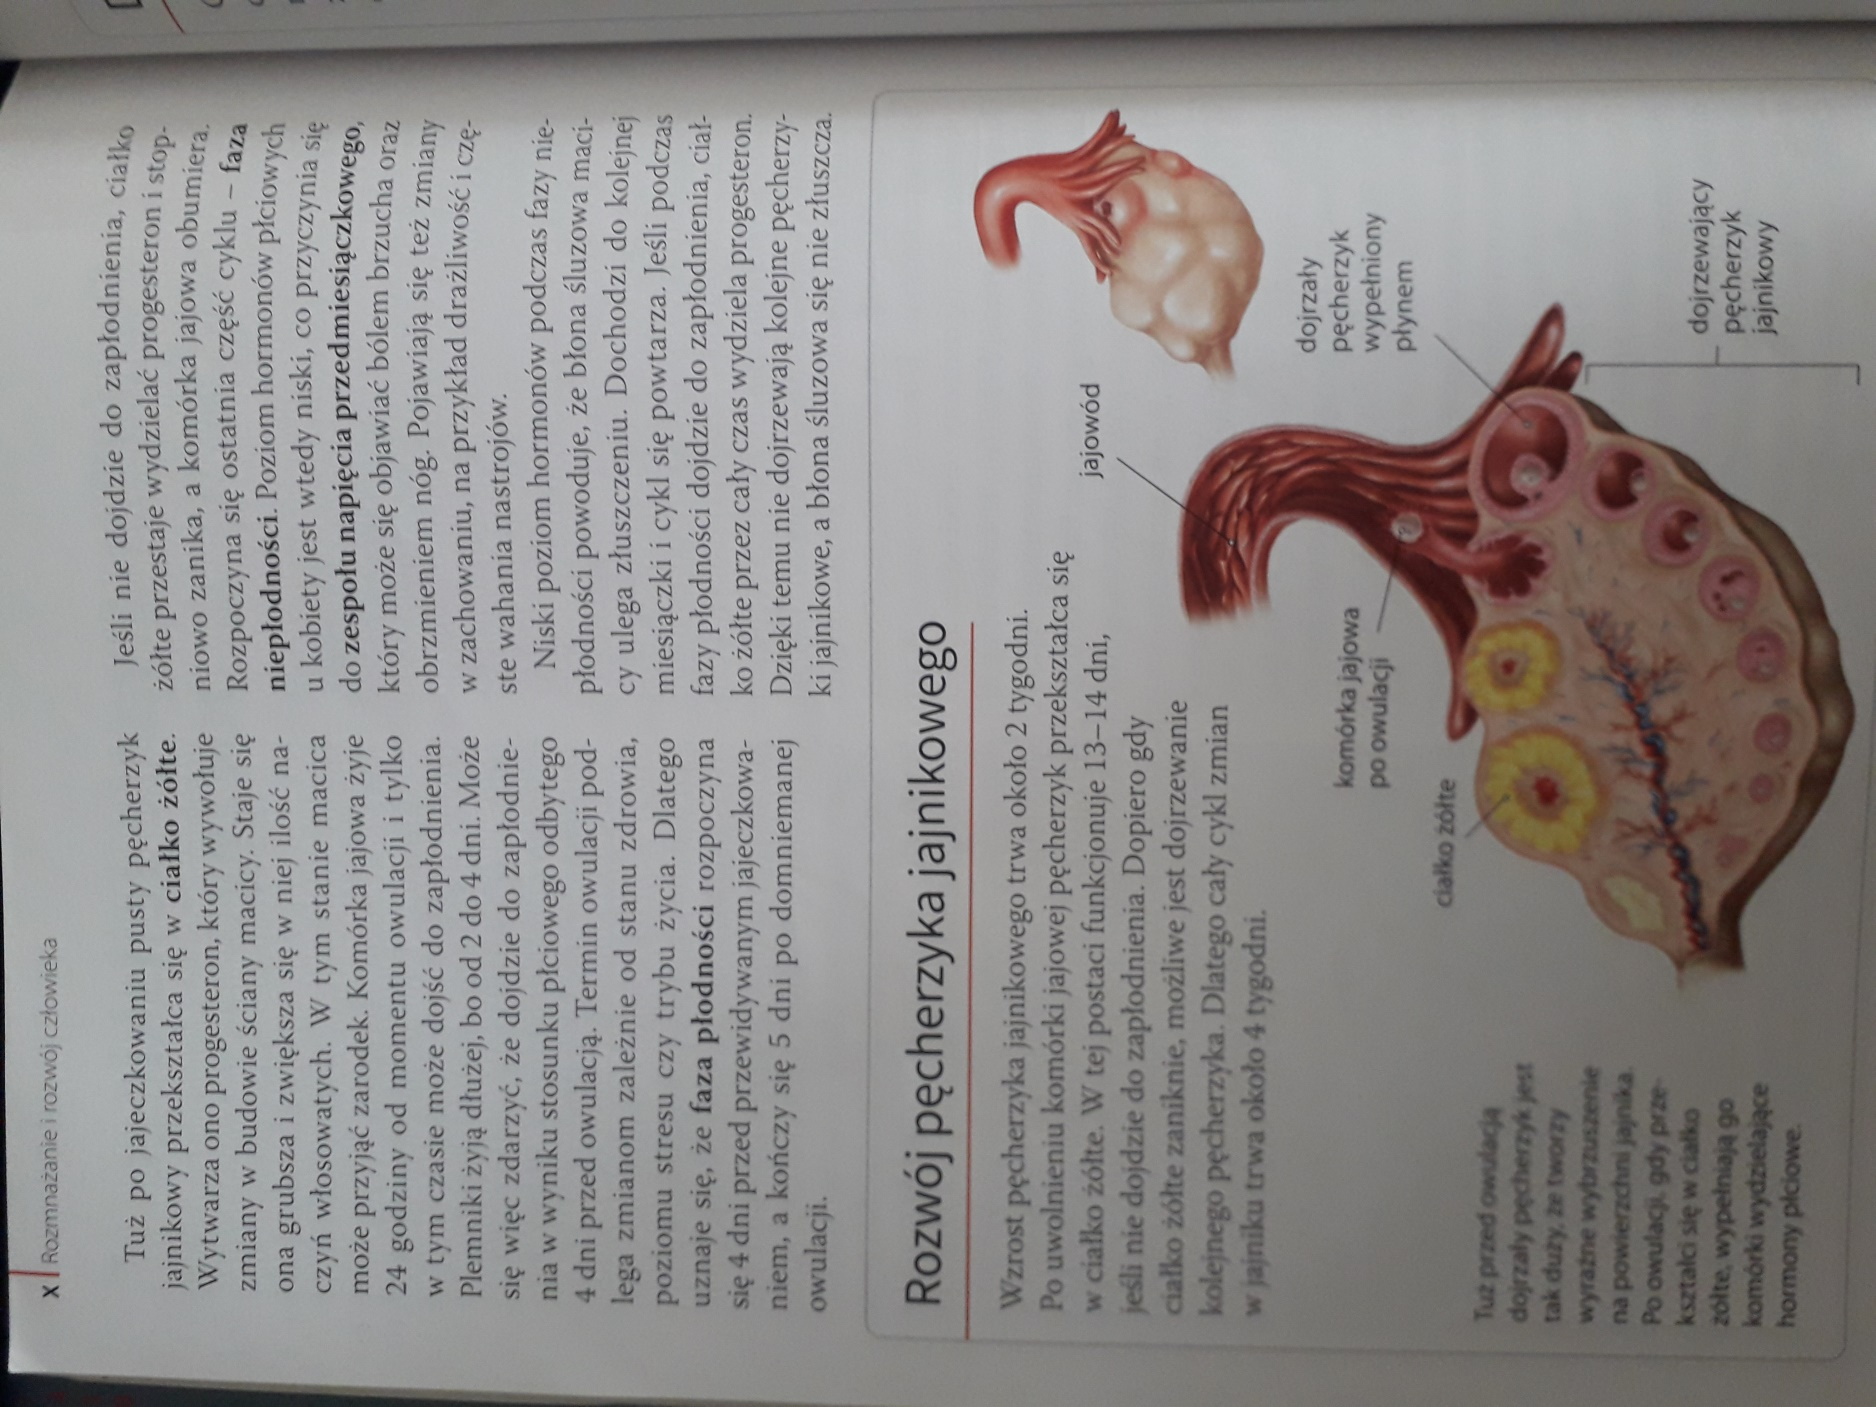 X | Rozmnażanie i rozwój człowieka
Tuż po jajeczkowaniu pusty pęcherzyk
jajnikowy przekształca się w ciałko żółte.
Wytwarza ono progesteron, który wywołuje
zmiany w budowie ściany macicy. Staje się
ona grubsza i zwiększa się w niej ilość na-
czyń włosowatych. W tym stanie macica
może przyjąć zarodek. Komórka jajowa żyje
24 godziny od momentu owulacji i tylko
w tym czasie może dojść do zapłodnienia.
Plemniki żyją dłużej, bo od 2 do 4 dni. Może
się więc zdarzyć, że dojdzie do zapłodnie-
nia w wyniku stosunku płciowego odbytego
4 dni przed owulacją. Termin owulacji pod-
lega zmianom zależnie od stanu zdrowia,
poziomu stresu czy trybu życia. Dlatego
uznaje się, że faza płodności rozpoczyna
się 4 dni przed przewidywanym jajeczkowa-
niem, a kończy się 5 dni po domniemanej
owulacji.
Jeśli nie dojdzie do zapłodnienia, ciałko
żółte przestaje wydzielać progesteron i stop-
niowo zanika, a komórka jajowa obumiera.
Rozpoczyna się ostatnia część cyklu – faza
niepłodności. Poziom hormonów płciowych
u kobiety jest wtedy niski, co przyczynia się
do zespołu napięcia przedmiesiączkowego,
który może się objawiać bólem brzucha oraz
obrzmieniem nóg. Pojawiają się też zmiany
w zachowaniu, na przykład drażliwość i czę-
ste wahania nastrojów.
Niski poziom hormonów podczas fazy nie-
płodności powoduje, że błona śluzowa maci-
cy ulega złuszczeniu. Dochodzi do kolejnej
miesiączki i cykl się powtarza. Jeśli podczas
fazy płodności dojdzie do zapłodnienia, ciał-
ko żółte przez cały czas wydziela progesteron.
Dzięki temu nie dojrzewają kolejne pęcherzy-
ki jajnikowe, a błona śluzowa się nie złuszcza.
Rozwój pęcherzyka jajnikowego
Wzrost pęcherzyka jajnikowego trwa około 2 tygodni.
Po uwolnieniu komórki jajowej pęcherzyk przekształca się
w ciałko żółte. W tej postaci funkcjonuje 13–14 dni,
jeśli nie dojdzie do zapłodnienia. Dopiero gdy
ciałko żółte zaniknie, możliwe jest dojrzewanie
kolejnego pęcherzyka. Dlatego cały cykl zmian
w jajniku trwa około 4 tygodni.
jajowód
dojrzały
pęcherzyk
wypełniony
płynem
komórka jajowa
po owulacji
ciałko żółte
dojrzewający
pęcherzyk
jajnikowy
Tuż przed owulacją
dojrzały pęcherzyk jest
tak duży, że tworzy
wyraźne wybrzuszenie
na powierzchni jajnika.
Po owulacji, gdy prze-
kształci się w ciałko
żółte, wypełniają go
komórki wydzielające
hormony płciowe.